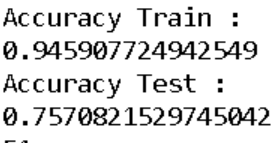 Accuracy Train :
0.945907724942549
Accuracy Test :
0.7570821529745042